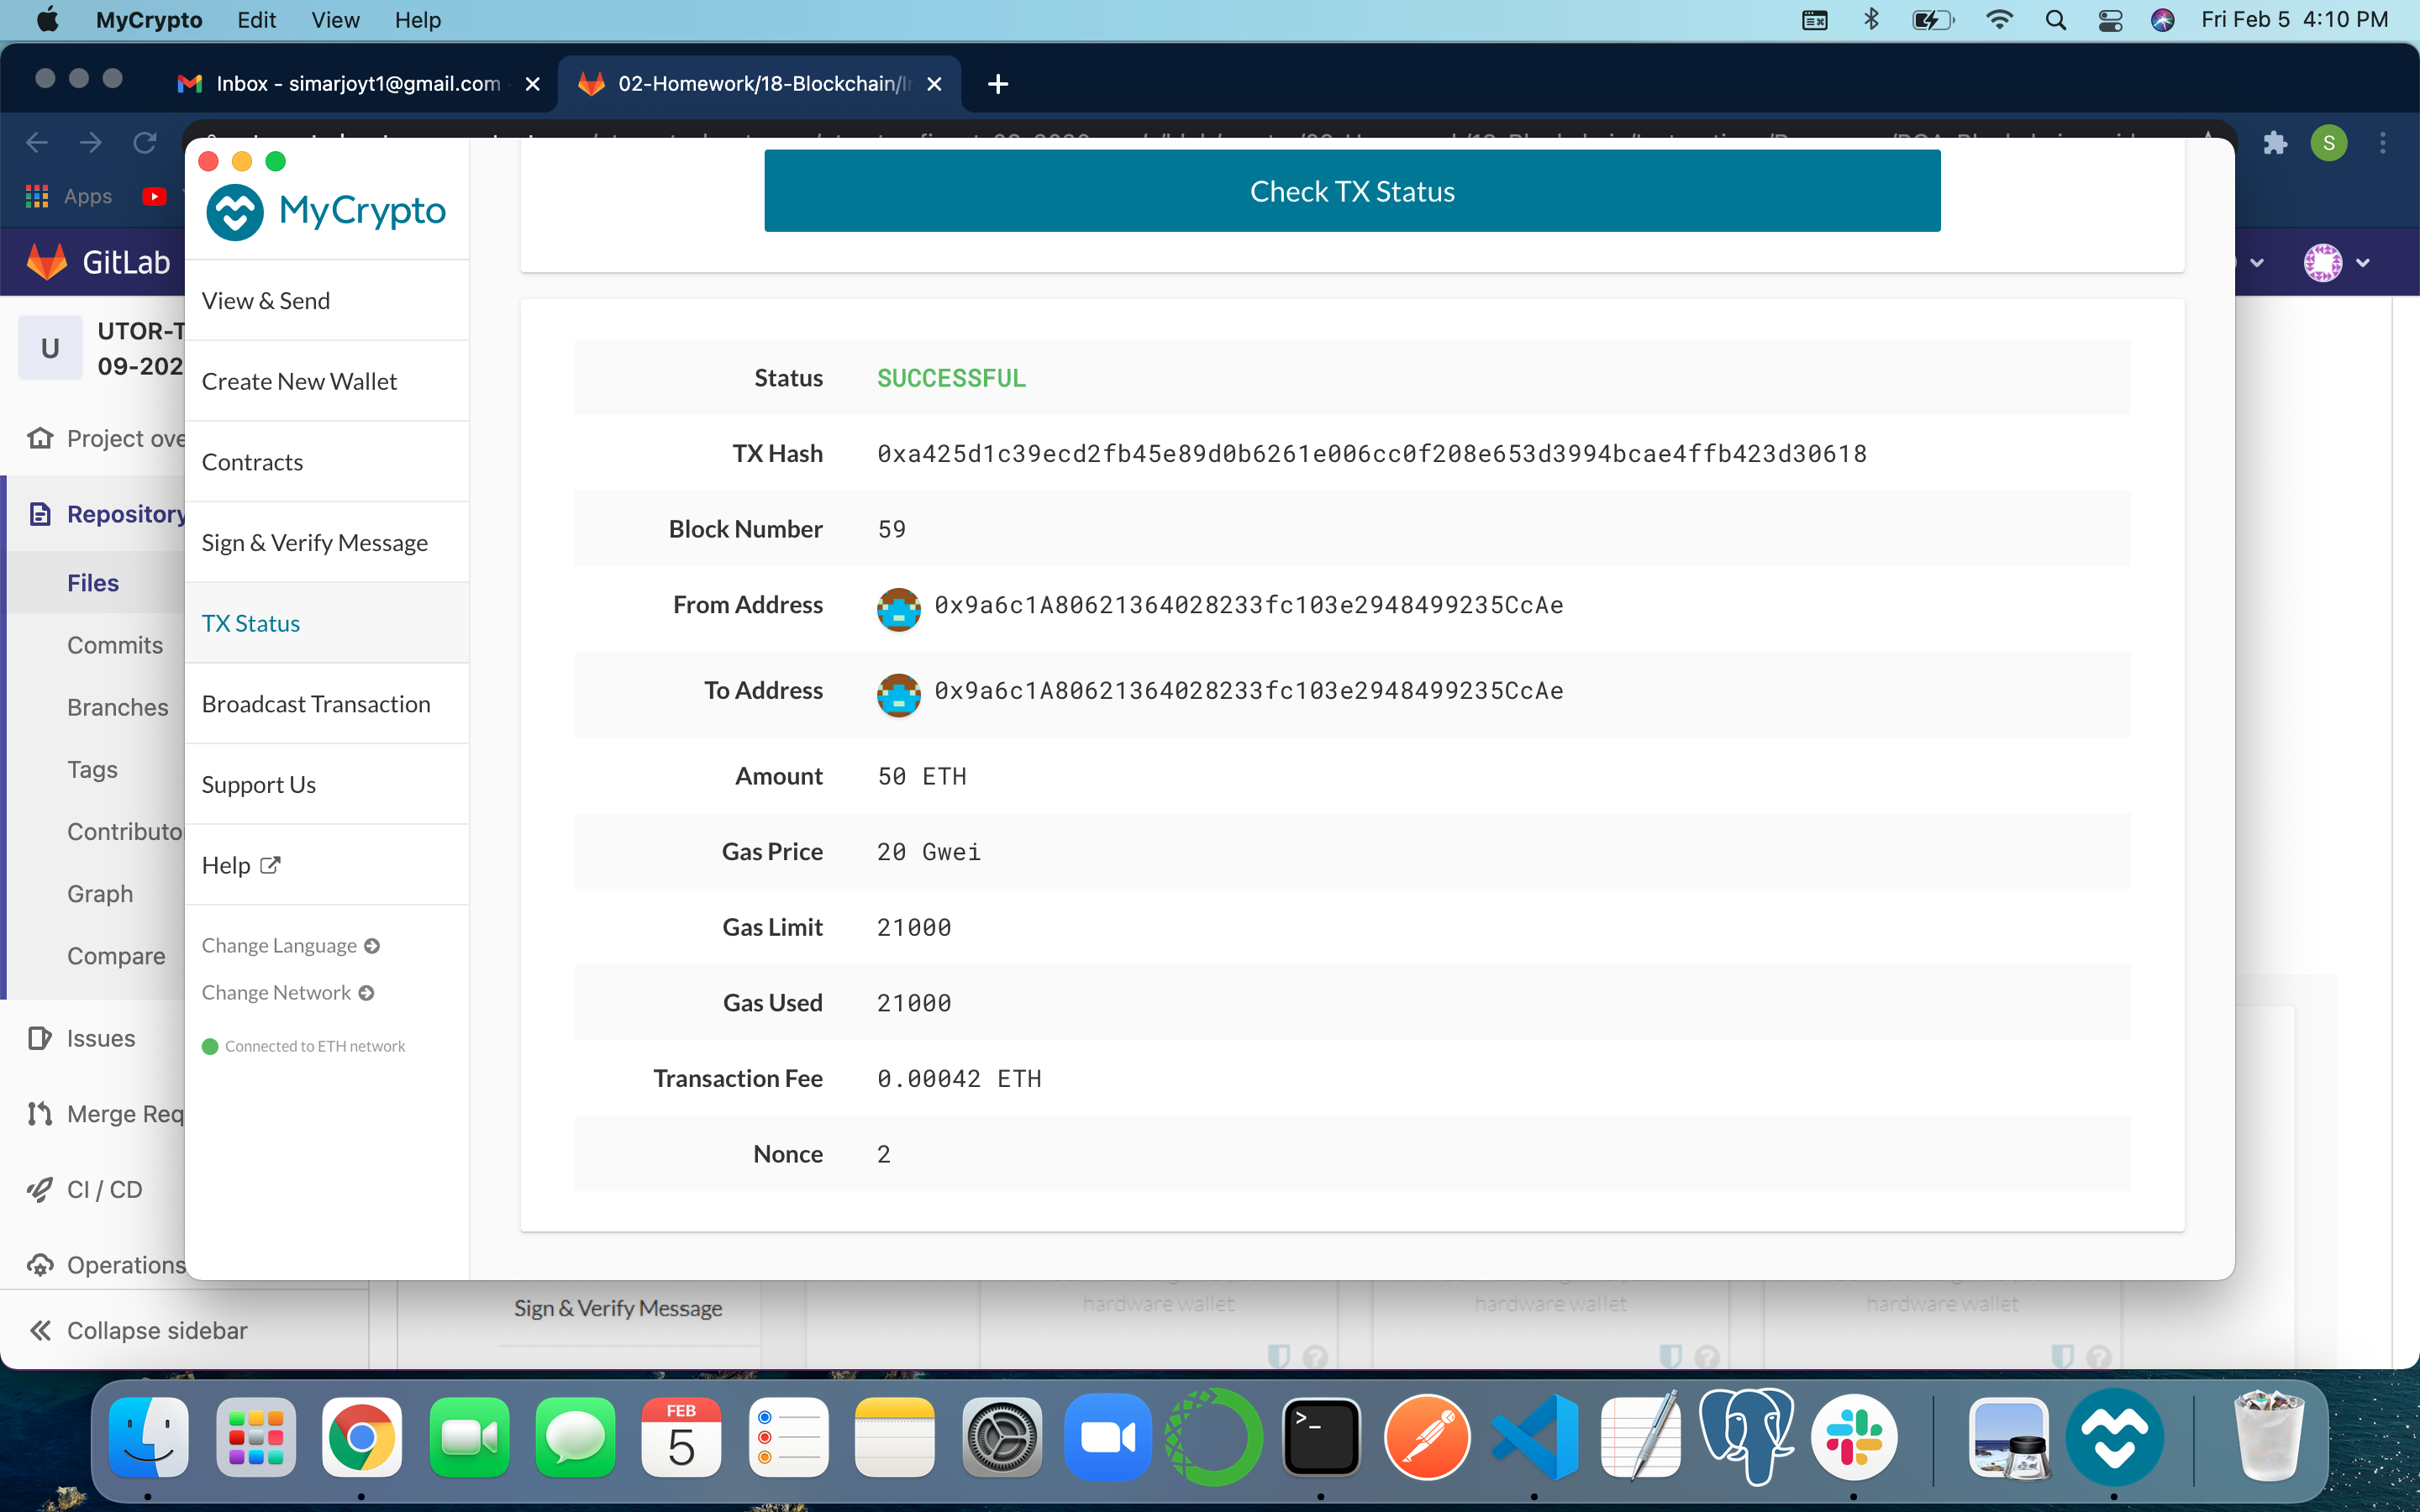 MyCrypto Edit View Help Fri Feb 5 4:10 PM
Inbox - simarjoyt1@gmail.com
02-Homework/18-Blockchain/
Apps
S
MyCrypto
Check TX Status
GitLab
View & Send
U
UTOR-T
09-202
Create New Wallet
Status SUCCESSFUL
Project ove
Contracts
TX Hash 0xa425d1c39ecd2fb45e89d0b6261e006cc0f208e653d3994bcae4ffb423d30618
Repository
Sign & Verify Message
Block Number 59
Files
TX Status
From Address 0x9a6c1A80621364028233fc103e2948499235CcAe
Commits
Branches
Broadcast Transaction
To Address 0x9a6c1A80621364028233fc103e2948499235CcAe
Tags
Support Us
Amount 50 ETH
Contributo
Help
Gas Price 20 Gwei
Graph
Change Language
Gas Limit 21000
Compare
Change Network
Gas Used 21000
Issues
Connected to ETH network
Transaction Fee 0.00042 ETH
Merge Req
Nonce 2
CI / CD
Operations
Sign & Verify Message
hardware wallet
hardware wallet
hardware wallet
Collapse sidebar
FEB
5